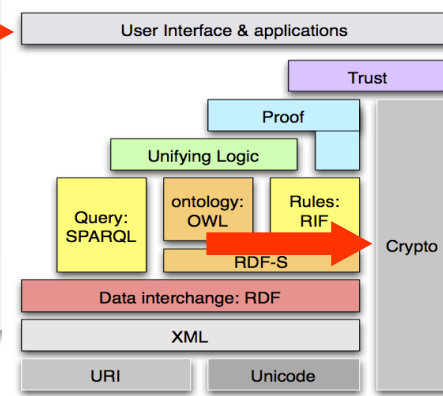 User Interface & applications
Trust
Proof
Unifying Logic
ontology:
OWL
Rules:
RIF
Query:
SPARQL
Crypto
RDF-S
Data interchange: RDF
XML
URI
Unicode